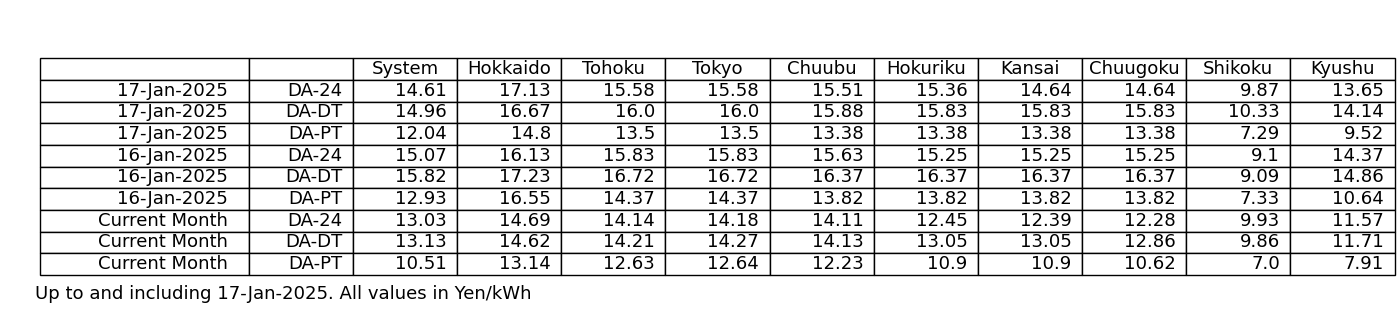 System Hokkaido Tohoku Tokyo Chuubu Hokuriku Kansai Chuugoku Shikoku Kyushu
17-Jan-2025 DA-24 14.61 17.13 15.58 15.58 15.51 15.36 14.64 14.64 9.87 13.65
17-Jan-2025 DA-DT 14.96 16.67 16.0 16.0 15.88 15.83 15.83 15.83 10.33 14.14
17-Jan-2025 DA-PT 12.04 14.8 13.5 13.5 13.38 13.38 13.38 13.38 7.29 9.52
16-Jan-2025 DA-24 15.07 16.13 15.83 15.83 15.63 15.25 15.25 15.25 9.1 14.37
16-Jan-2025 DA-DT 15.82 17.23 16.72 16.72 16.37 16.37 16.37 16.37 9.09 14.86
16-Jan-2025 DA-PT 12.93 16.55 14.37 14.37 13.82 13.82 13.82 13.82 7.33 10.64
Current Month DA-24 13.03 14.69 14.14 14.18 14.11 12.45 12.39 12.28 9.93 11.57
Current Month DA-DT 13.13 14.62 14.21 14.27 14.13 13.05 13.05 12.86 9.86 11.71
Current Month DA-PT 10.51 13.14 12.63 12.64 12.23 10.9 10.9 10.62 7.0 7.91
Up to and including 17-Jan-2025. All values in Yen/kWh